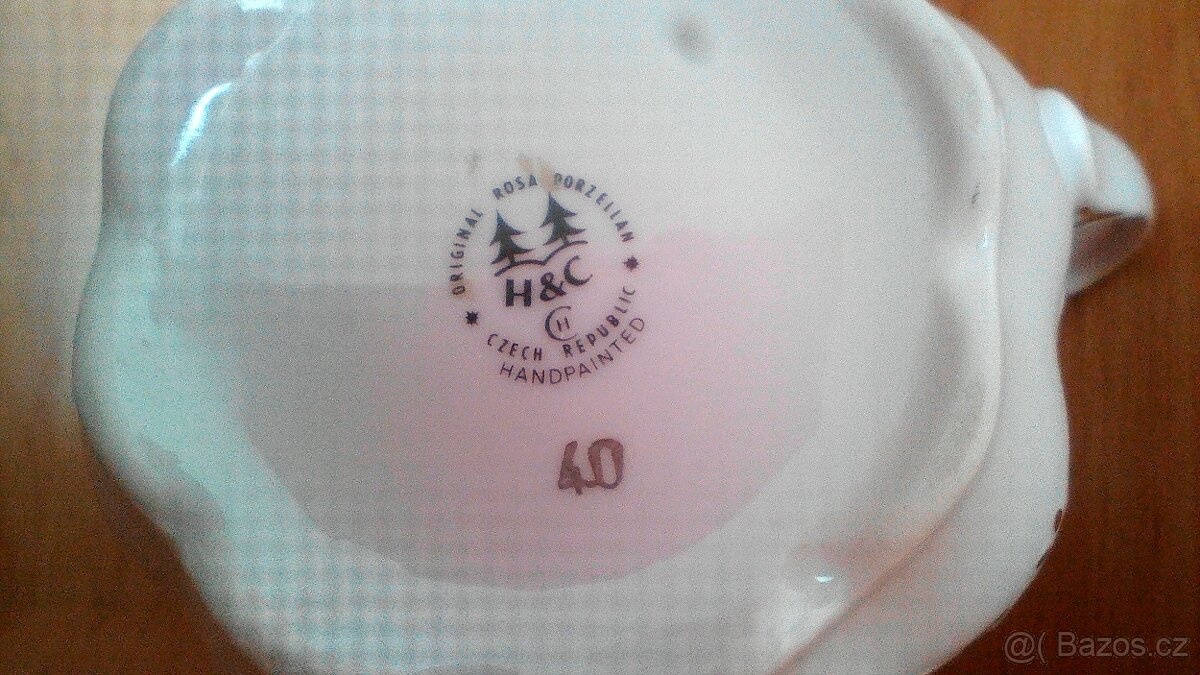 ORIGINAL ROSA PORZELLAN
H&C
CH
CZECH REPUBLIC
HANDPAINTED
40
@( Bazos.cz